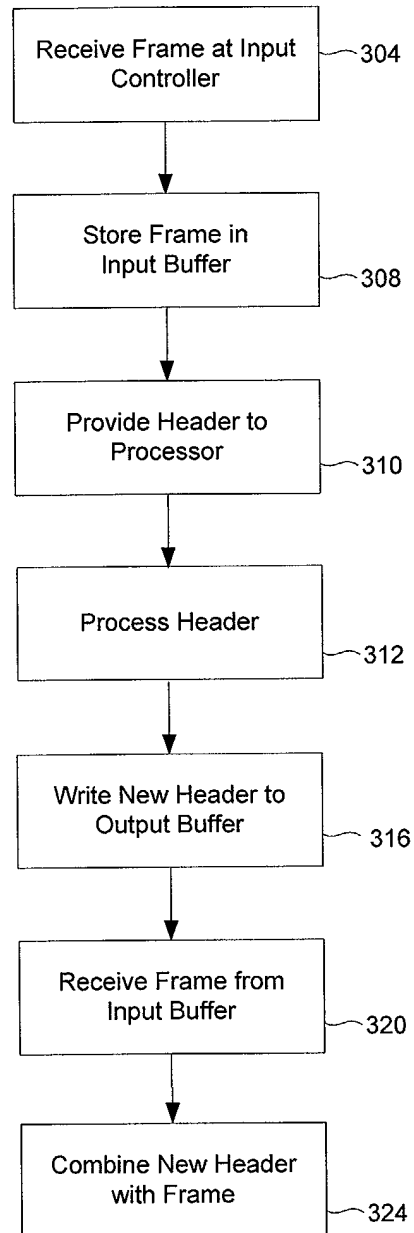 Receive Frame at Input
Controller
304
Store Frame in
Input Buffer
308
Provide Header to
Processor
310
Process Header
312
Write New Header to
Output Buffer
316
Receive Frame from
Input Buffer
320
Combine New Header
with Frame
324